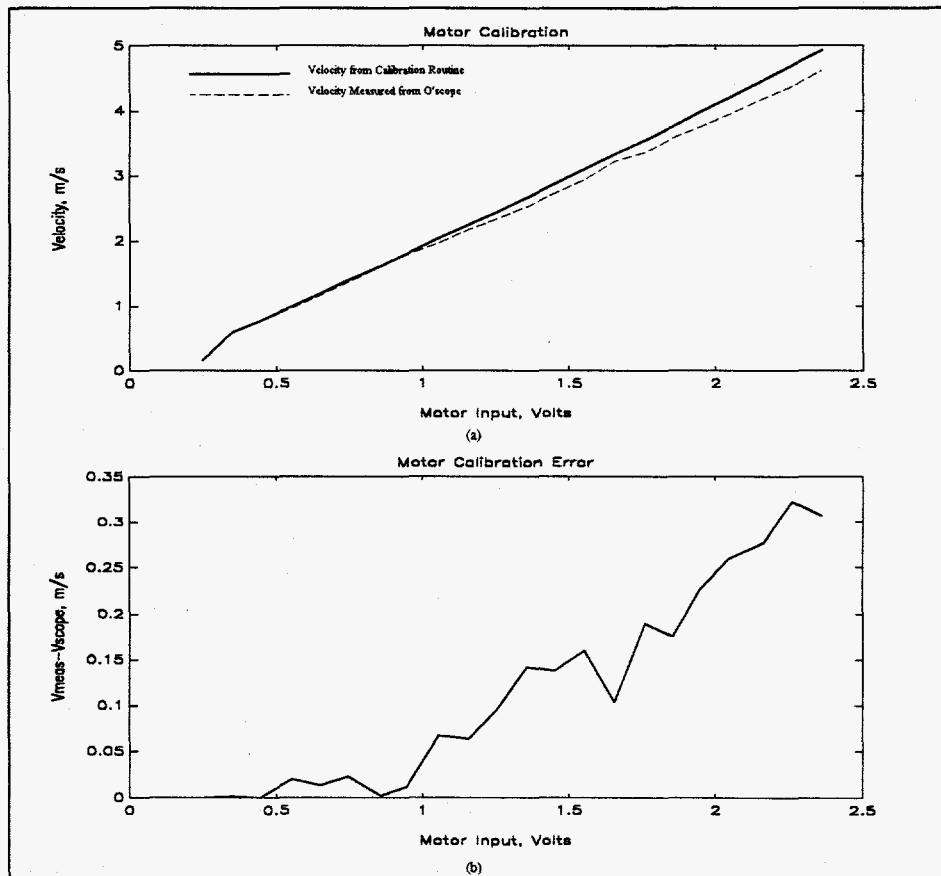 Motor Calibration
5
4
3
2
1
0
Velocity from Calibration Routine
Velocity Measured from O'scope
Velocity, m/s
0
0.5
1
1.5
2
2.5
Motor Input, Volts
(a)
Motor Calibration Error
0.35
0.3
0.25
0.2
0.15
0.1
0.05
0
Vmeas-Vscope, m/s
0
0.5
1
1.5
2
2.5
Motor Input, Volts
(b)